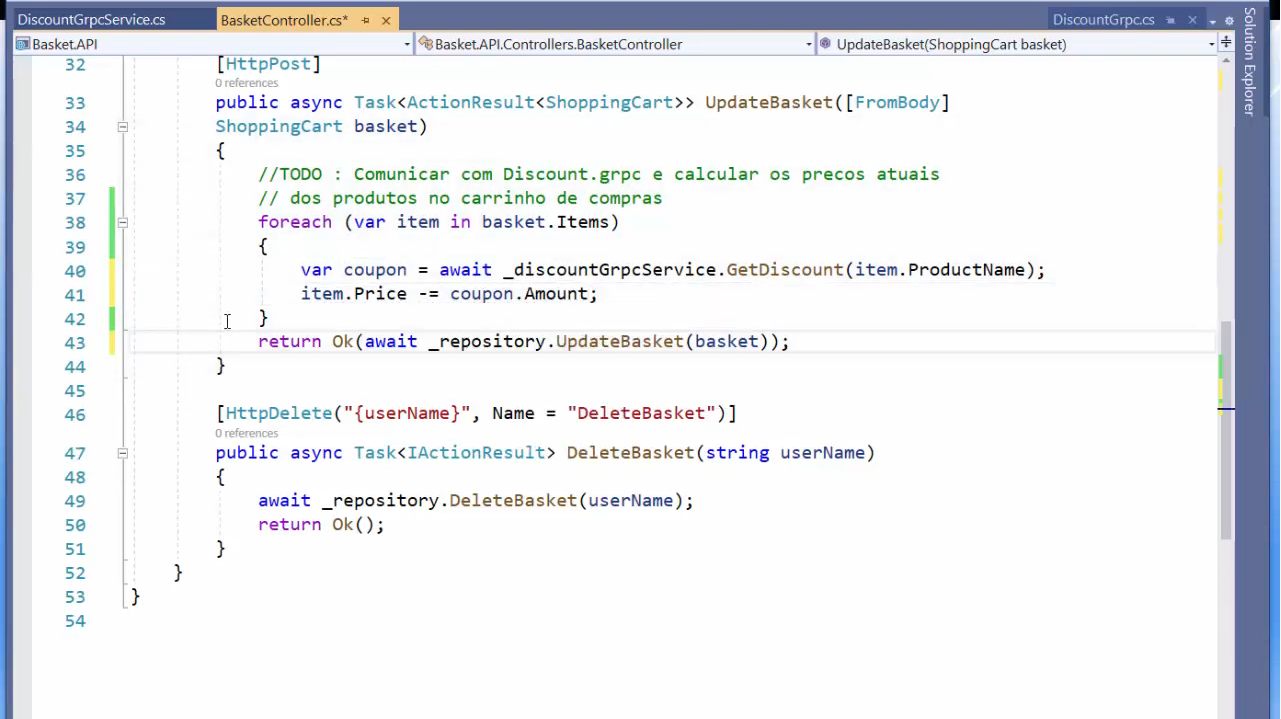 DiscountGrpcService.cs BasketController.cs* DiscountGrpc.cs
Basket.API Basket.API.Controllers.BasketController UpdateBasket(ShoppingCart basket)
Solution Explorer
32 [HttpPost]
0 references
33 public async Task<ActionResult<ShoppingCart>> UpdateBasket([FromBody]
34 ShoppingCart basket)
35 {
36 //TODO : Comunicar com Discount.grpc e calcular os precos atuais
37 // dos produtos no carrinho de compras
38 foreach (var item in basket.Items)
39 {
40 var coupon = await _discountGrpcService.GetDiscount(item.ProductName);
41 item.Price -= coupon.Amount;
42 }
43 return Ok(await _repository.UpdateBasket(basket));
44 }
45
46 [HttpDelete("{userName}", Name = "DeleteBasket")]
0 references
47 public async Task<IActionResult> DeleteBasket(string userName)
48 {
49 await _repository.DeleteBasket(userName);
50 return Ok();
51 }
52 }
53 }
54